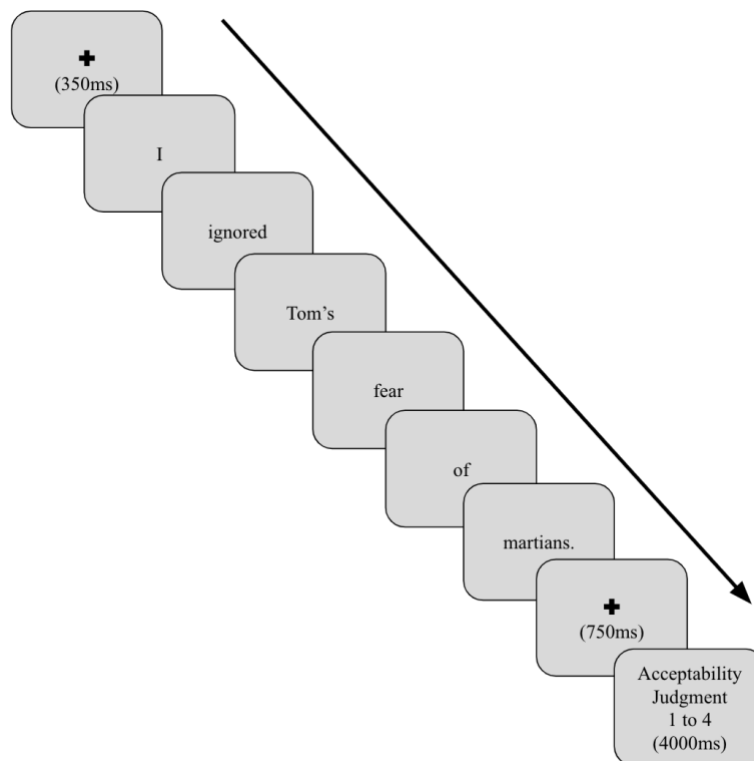 (350ms)
I
ignored
Tom’s
fear
of
martians.
(750ms)
Acceptability
Judgment
1 to 4
(4000ms)